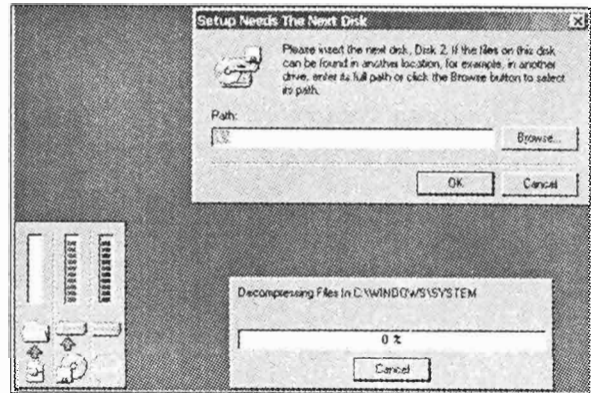 Setup Needs The Next Disk
Please insert the next disk, Disk 2. If the files on this disk
can be found in another location, for example, in another
drive, enter its full path or click the Browse button to select
its path.
Path:
Browse...
OK
Cancel
Decompressing Files In C:\WINDOWS\SYSTEM
0 %
Cancel